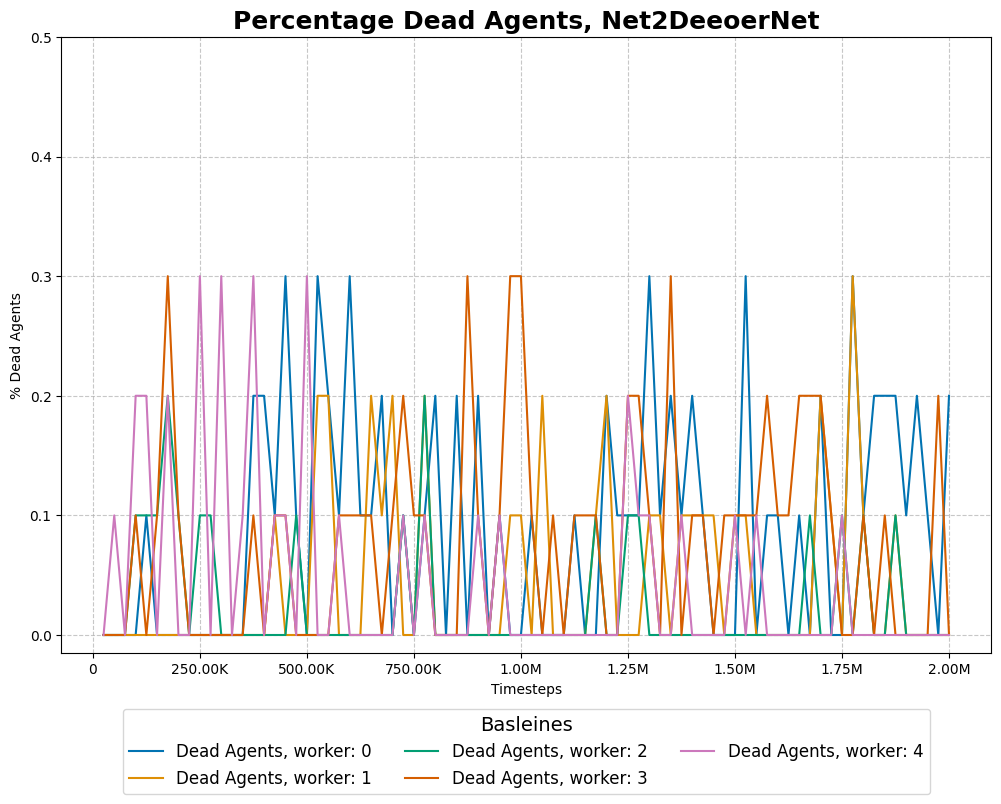 Percentage Dead Agents, Net2DeeoerNet
% Dead Agents
0.5
0.4
0.3
0.2
0.1
0.0
0 250.00K 500.00K 750.00K 1.00M 1.25M 1.50M 1.75M 2.00M
Timesteps
Basleines
Dead Agents, worker: 0 Dead Agents, worker: 2 Dead Agents, worker: 4
Dead Agents, worker: 1 Dead Agents, worker: 3